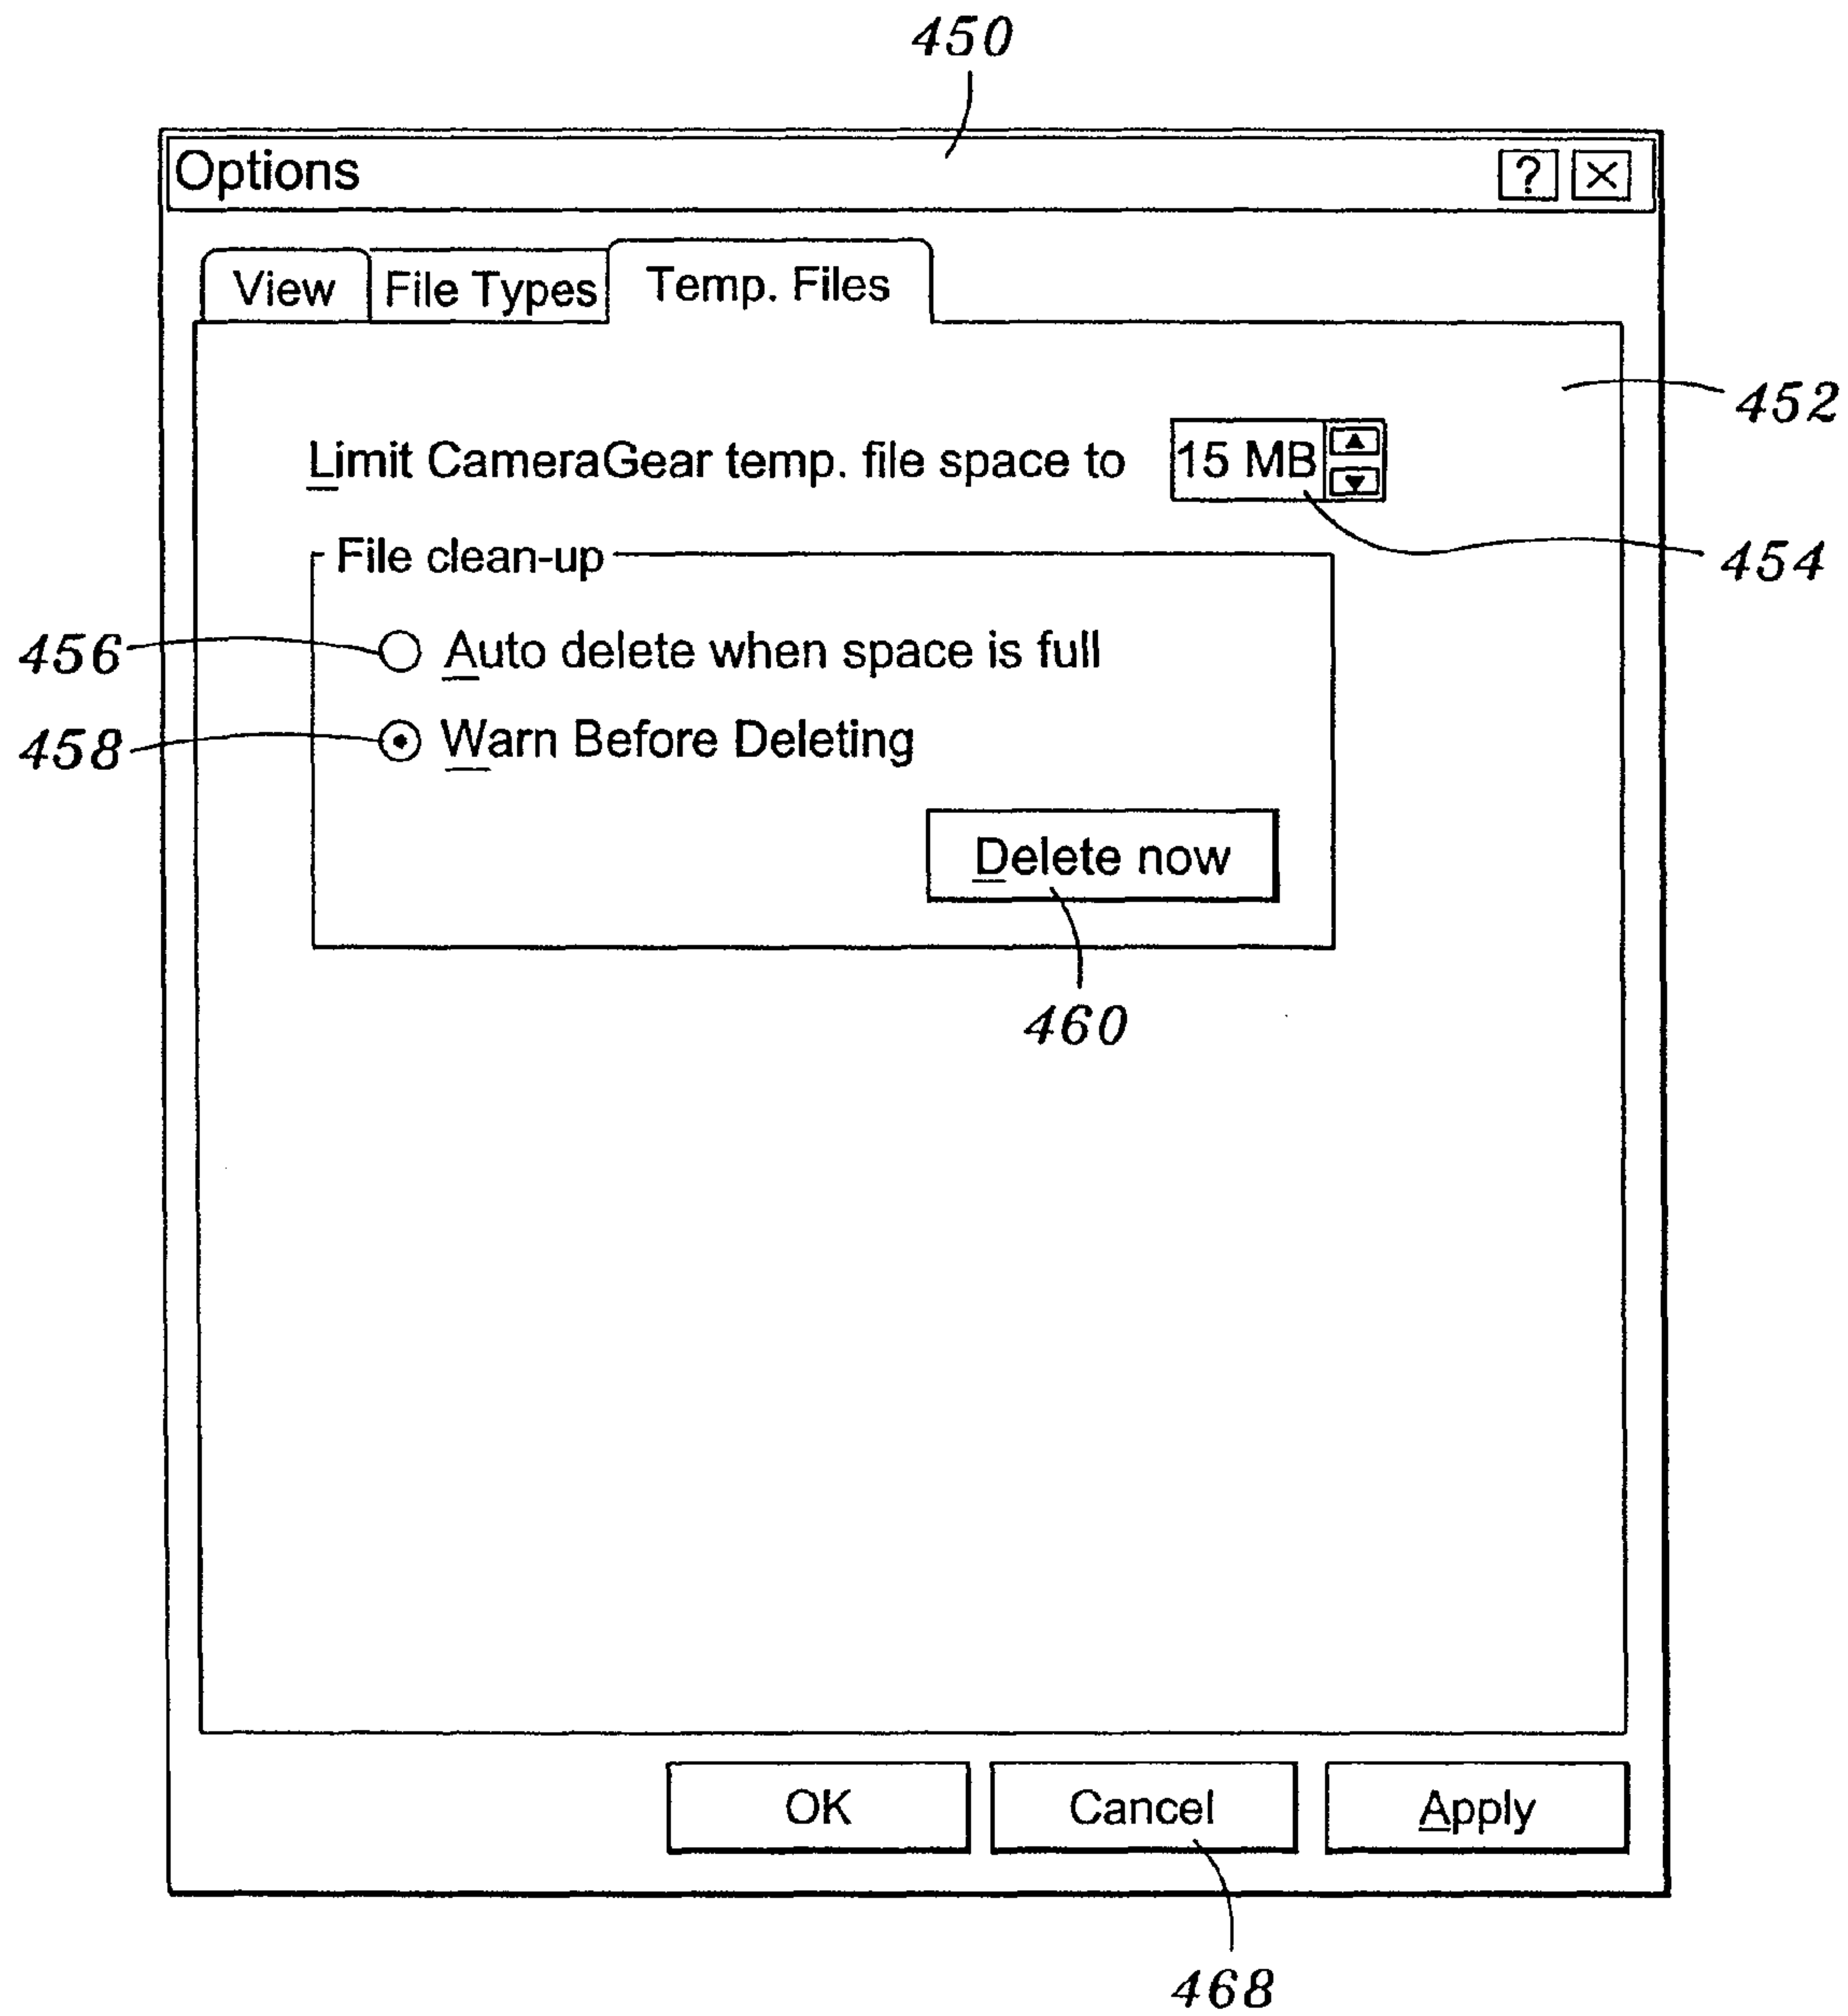 450
Options ? ×
View File Types Temp. Files
452
Limit CameraGear temp. file space to 15 MB
454
File clean-up
456 Auto delete when space is full
458 Warn Before Deleting
Delete now
460
OK Cancel Apply
468